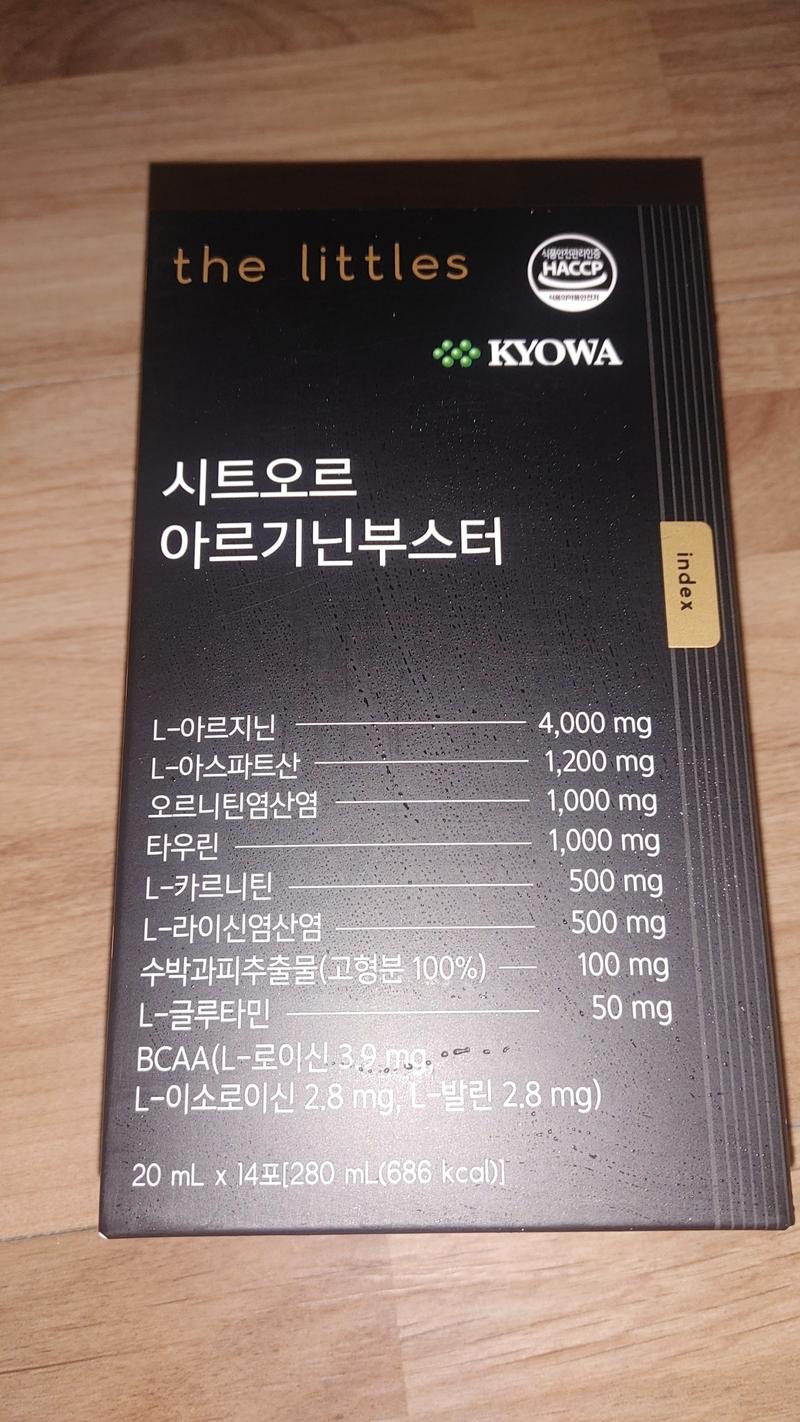 the littles
식품안전관리인증
HACCP
식품의약품안전처
KYOWA
시트오르
아르기닌부스터
index
L-아르지닌 4,000 mg
L-아스파트산 1,200 mg
오르니틴염산염 1,000 mg
타우린 1,000 mg
L-카르니틴 500 mg
L-라이신염산염 500 mg
수박과피추출물(고형분 100%) 100 mg
L-글루타민 50 mg
BCAA(L-로이신 3.9 mg,
L-이소로이신 2.8 mg, L-발린 2.8 mg)
20 mL x 14포[280 mL(686 kcal)]